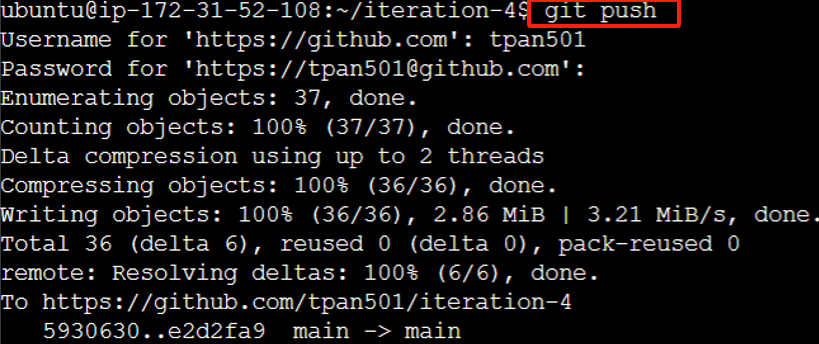 ubuntu@ip-172-31-52-108:~/iteration-4$ git push
Username for 'https://github.com': tpan501
Password for 'https://tpan501@github.com':
Enumerating objects: 37, done.
Counting objects: 100% (37/37), done.
Delta compression using up to 2 threads
Compressing objects: 100% (36/36), done.
Writing objects: 100% (36/36), 2.86 MiB | 3.21 MiB/s, done.
Total 36 (delta 6), reused 0 (delta 0), pack-reused 0
remote: Resolving deltas: 100% (6/6), done.
To https://github.com/tpan501/iteration-4
   5930630..e2d2fa9  main -> main